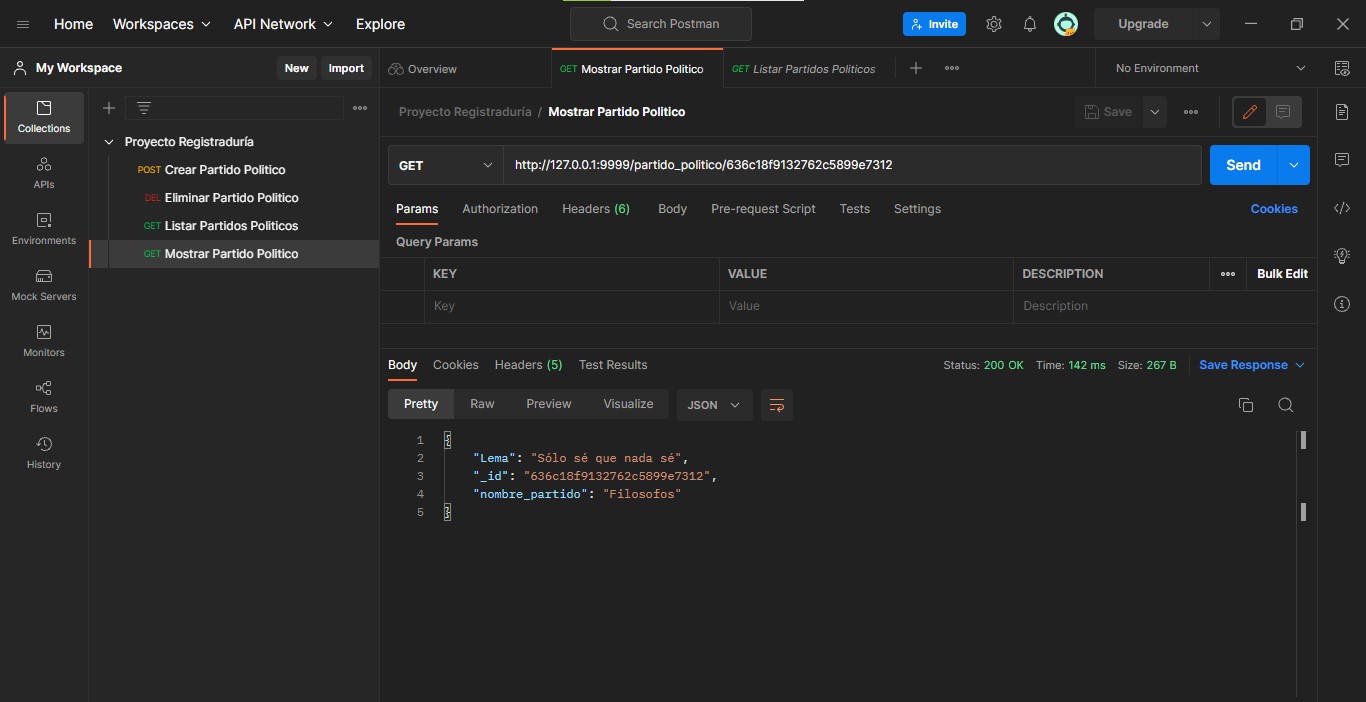 Home Workspaces API Network Explore Search Postman Invite Upgrade
My Workspace New Import Overview GET Mostrar Partido Politico GET Listar Partidos Politicos No Environment
Collections
APIs
Environments
Mock Servers
Monitors
Flows
History
Proyecto Registraduría
POST Crear Partido Politico
DEL Eliminar Partido Politico
GET Listar Partidos Politicos
GET Mostrar Partido Politico
Proyecto Registraduría / Mostrar Partido Politico Save
GET http://127.0.0.1:9999/partido_politico/636c18f9132762c5899e7312 Send
Params Authorization Headers (6) Body Pre-request Script Tests Settings Cookies
Query Params
KEY VALUE DESCRIPTION Bulk Edit
Key Value Description
Body Cookies Headers (5) Test Results Status: 200 OK Time: 142 ms Size: 267 B Save Response
Pretty Raw Preview Visualize JSON
1 {
2 "Lema": "Sólo sé que nada sé",
3 "_id": "636c18f9132762c5899e7312",
4 "nombre_partido": "Filosofos"
5 }